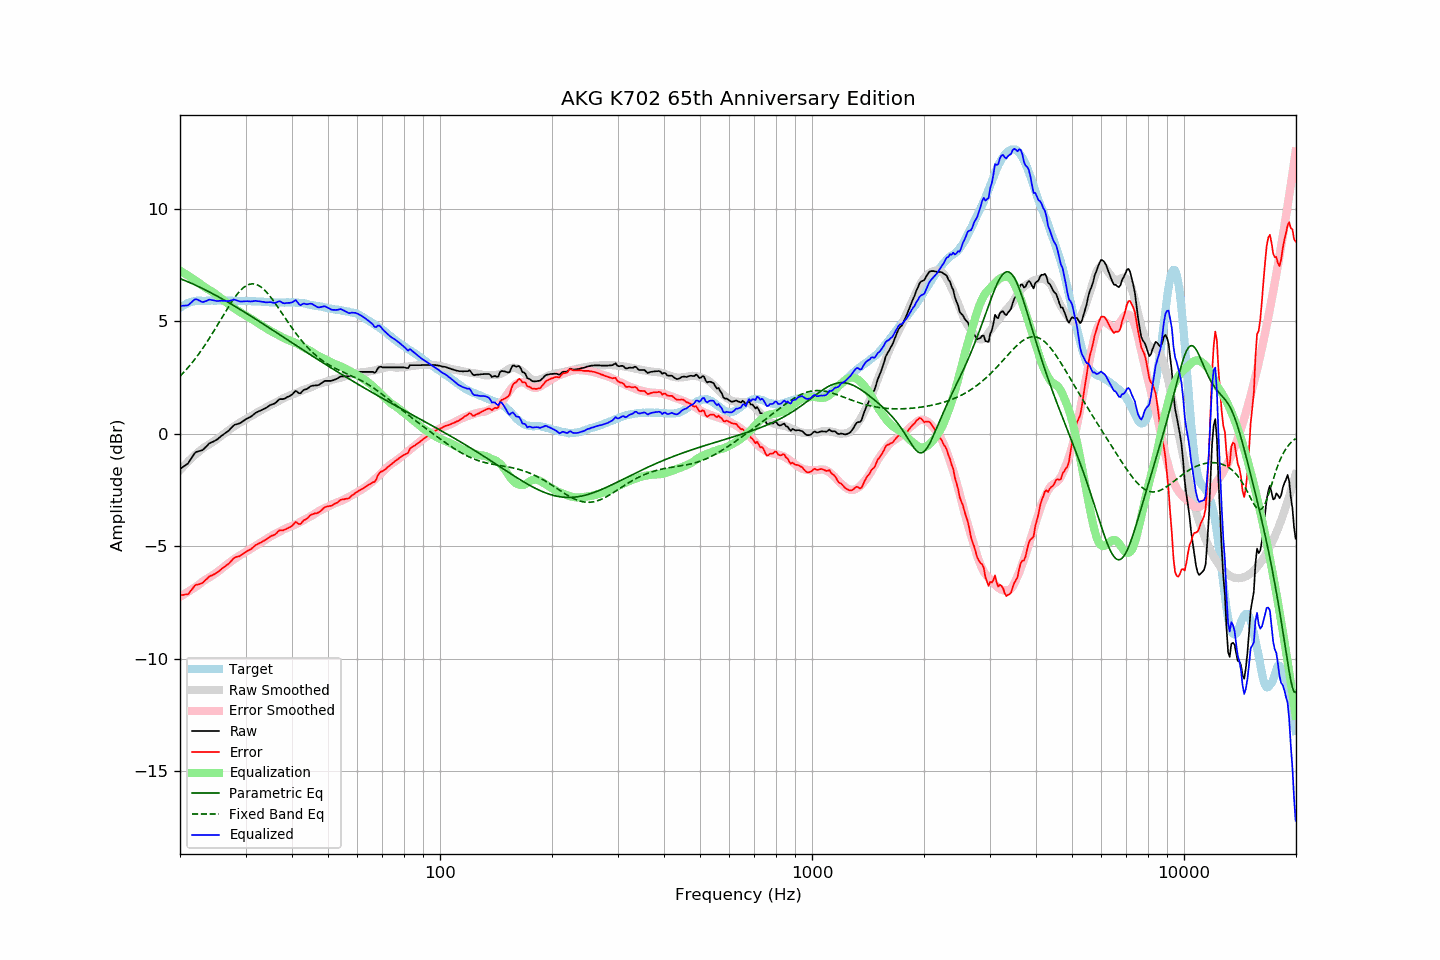 AKG K702 65th Anniversary Edition
10
5
0
−5
−10
−15
Amplitude (dBr)
Target
Raw Smoothed
Error Smoothed
Raw
Error
Equalization
Parametric Eq
Fixed Band Eq
Equalized
100
1000
10000
Frequency (Hz)